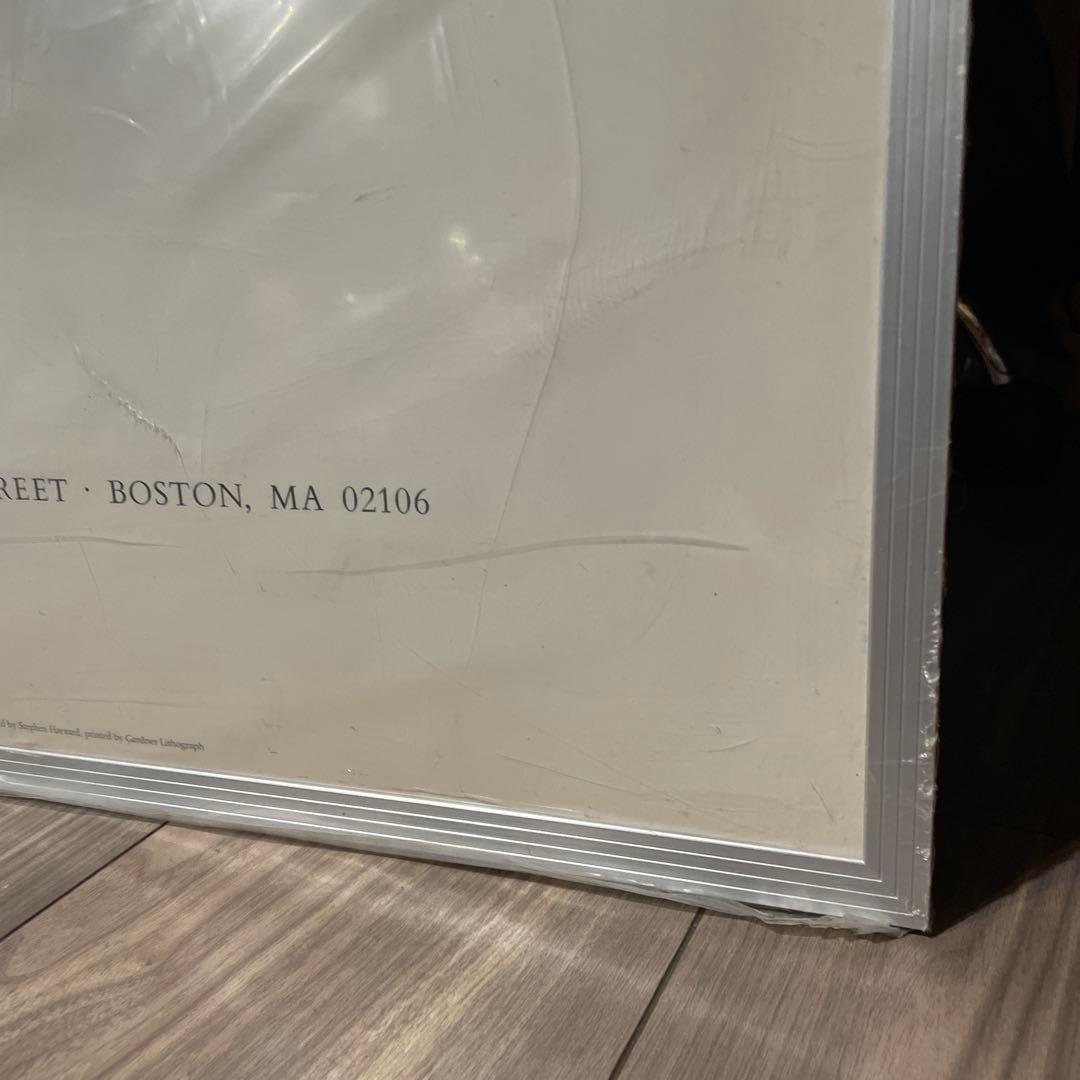 REET · BOSTON, MA 02106
d by Stephen Harvard, printed by Gardner Lithograph